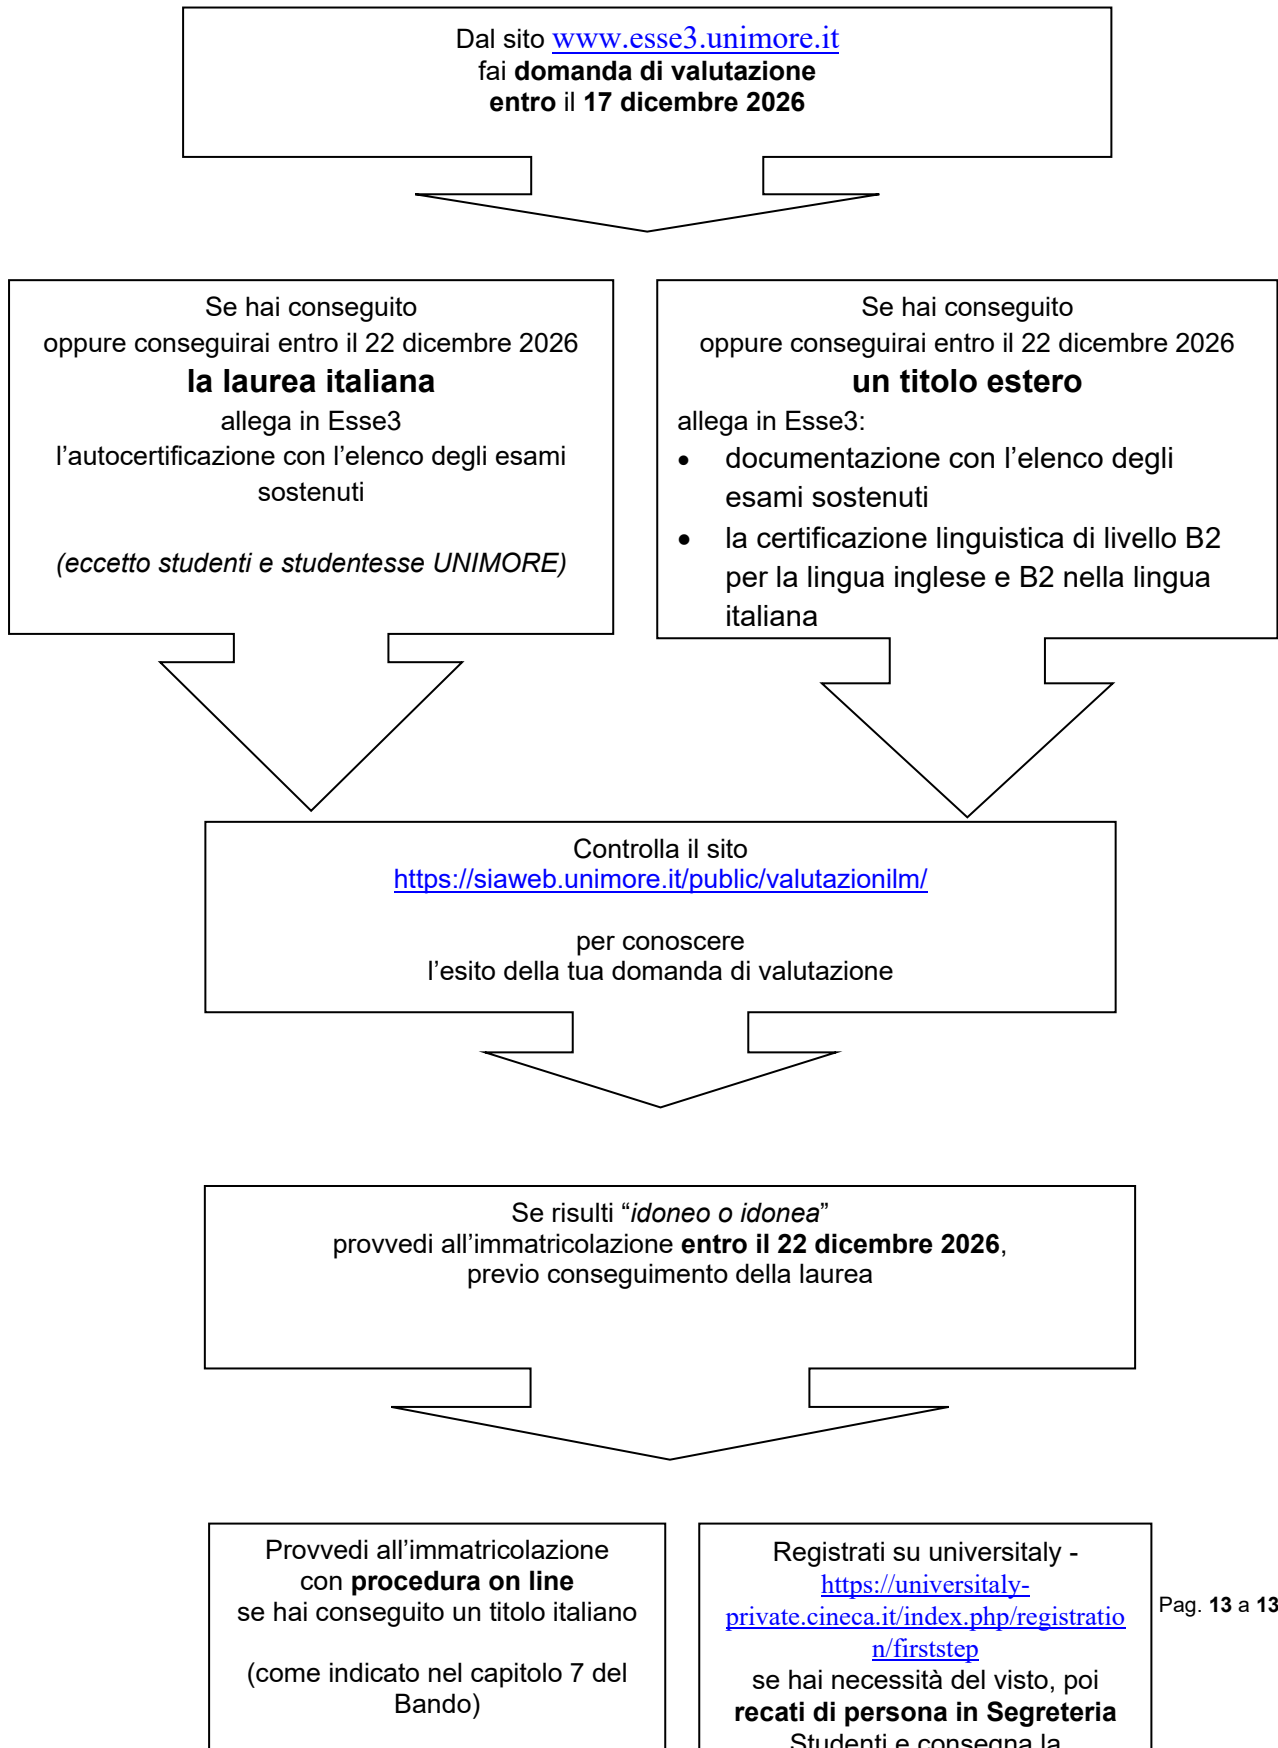 Dal sito www.esse3.unimore.it
fai domanda di valutazione
entro il 17 dicembre 2026
Se hai conseguito
oppure conseguirai entro il 22 dicembre 2026
la laurea italiana
allega in Esse3
l’autocertificazione con l’elenco degli esami
sostenuti
(eccetto studenti e studentesse UNIMORE)
Se hai conseguito
oppure conseguirai entro il 22 dicembre 2026
un titolo estero
allega in Esse3:
• documentazione con l’elenco degli
esami sostenuti
• la certificazione linguistica di livello B2
per la lingua inglese e B2 nella lingua
italiana
Controlla il sito
https://siaweb.unimore.it/public/valutazionilm/
per conoscere
l’esito della tua domanda di valutazione
Se risulti “idoneo o idonea”
provvedi all’immatricolazione entro il 22 dicembre 2026,
previo conseguimento della laurea
Provvedi all’immatricolazione
con procedura on line
se hai conseguito un titolo italiano
(come indicato nel capitolo 7 del
Bando)
Registrati su universitaly -
https://universitaly-
private.cineca.it/index.php/registratio
n/firststep
se hai necessità del visto, poi
recati di persona in Segreteria
Studenti e consegna la
Pag. 13 a 13